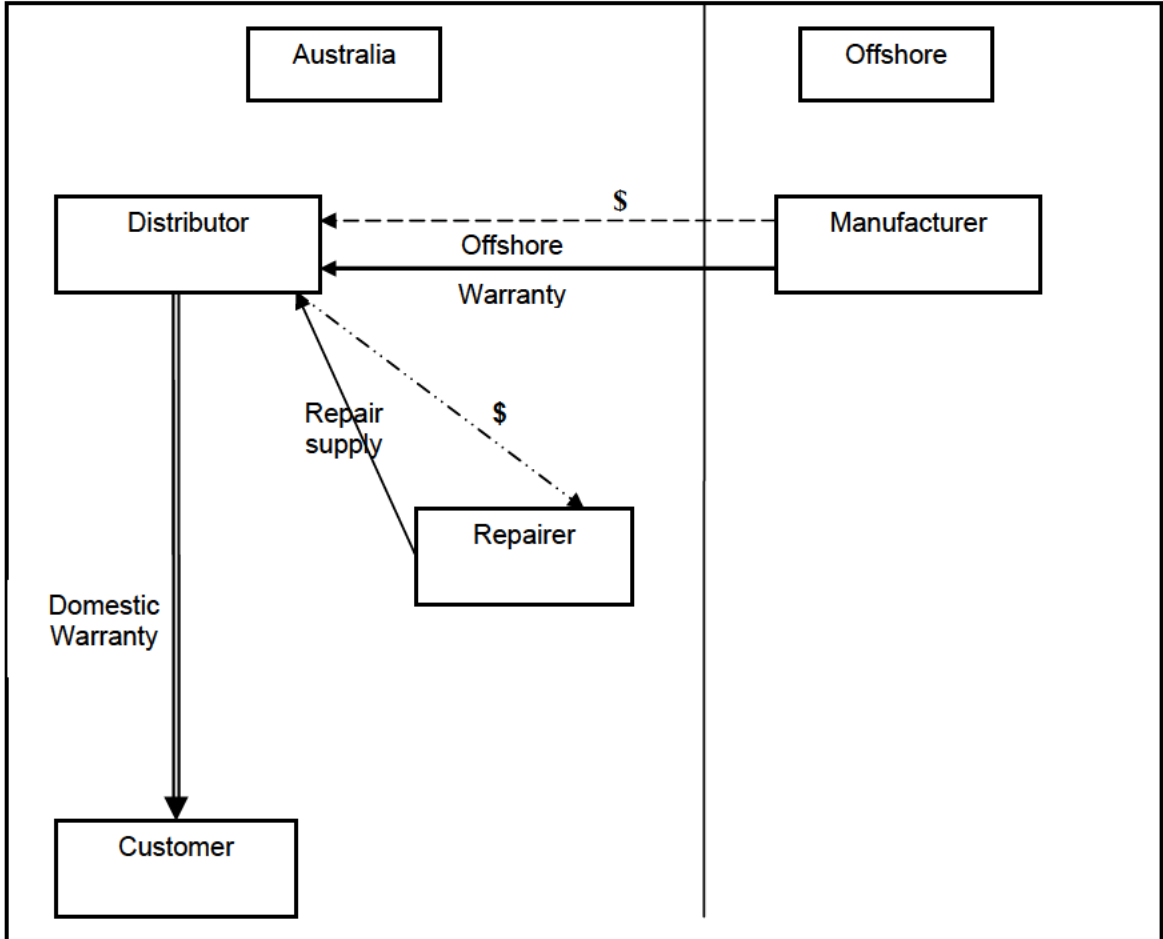 Australia
Offshore
$
Distributor
Manufacturer
Offshore
Warranty
Repair
supply
$
Repairer
Domestic
Warranty
Customer